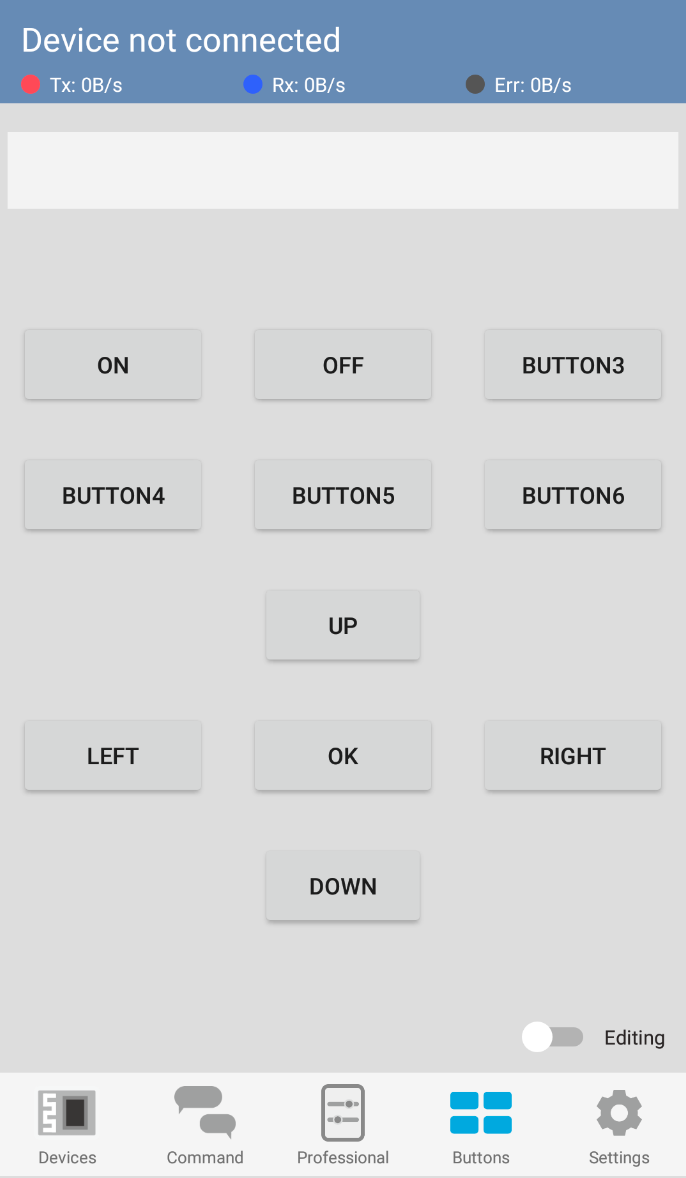 Device not connected
Tx: 0B/s Rx: 0B/s Err: 0B/s
ON OFF BUTTON3
BUTTON4 BUTTON5 BUTTON6
UP
LEFT OK RIGHT
DOWN
Editing
Devices Command Professional Buttons Settings